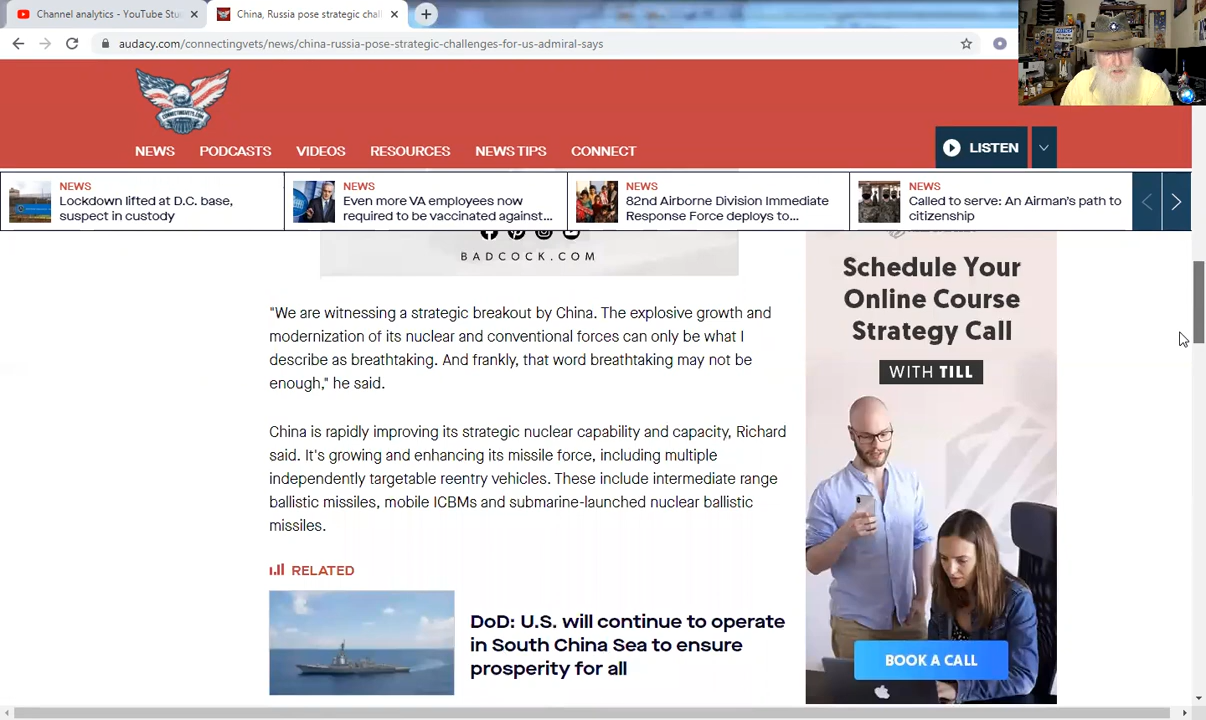 Channel analytics - YouTube Stu
China, Russia pose strategic chal
audacy.com/connectingvets/news/china-russia-pose-strategic-challenges-for-us-admiral-says
CONNECTINGVETS.COM
NEWS PODCASTS VIDEOS RESOURCES NEWS TIPS CONNECT
LISTEN
NEWS
Lockdown lifted at D.C. base,
suspect in custody
NEWS
Even more VA employees now
required to be vaccinated against...
NEWS
82nd Airborne Division Immediate
Response Force deploys to...
NEWS
Called to serve: An Airman's path to
citizenship
BADCOCK.COM
"We are witnessing a strategic breakout by China. The explosive growth and
modernization of its nuclear and conventional forces can only be what I
describe as breathtaking. And frankly, that word breathtaking may not be
enough," he said.
China is rapidly improving its strategic nuclear capability and capacity, Richard
said. It's growing and enhancing its missile force, including multiple
independently targetable reentry vehicles. These include intermediate range
ballistic missiles, mobile ICBMs and submarine-launched nuclear ballistic
missiles.
RELATED
DoD: U.S. will continue to operate
in South China Sea to ensure
prosperity for all
Schedule Your
Online Course
Strategy Call
WITH TILL
BOOK A CALL